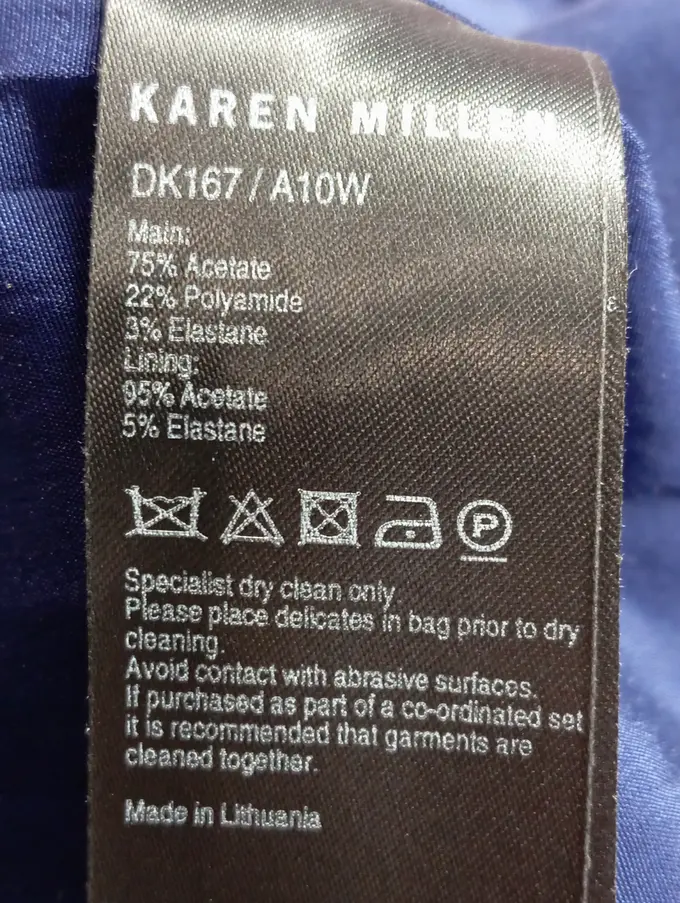 KAREN MILLEN
DK167 / A10W
Main:
75% Acetate
22% Polyamide
3% Elastane
Lining:
95% Acetate
5% Elastane
P
Specialist dry clean only
Please place delicates in bag prior to dry
cleaning.
Avoid contact with abrasive surfaces.
If purchased as part of a co-ordinated set
it is recommended that garments are
cleaned together.
Made in Lithuania